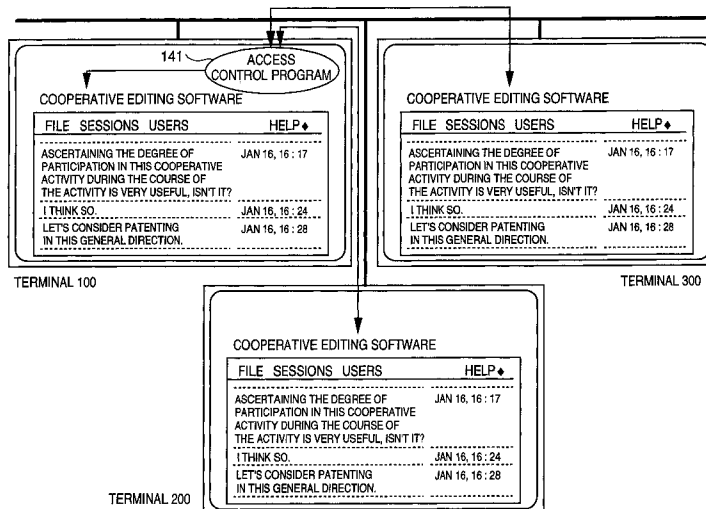 141
ACCESS
CONTROL PROGRAM
COOPERATIVE EDITING SOFTWARE
FILE SESSIONS USERS HELP♦
ASCERTAINING THE DEGREE OF JAN 16, 16 : 17
PARTICIPATION IN THIS COOPERATIVE
ACTIVITY DURING THE COURSE OF
THE ACTIVITY IS VERY USEFUL, ISN'T IT?
I THINK SO. JAN 16, 16 : 24
LET'S CONSIDER PATENTING JAN 16, 16 : 28
IN THIS GENERAL DIRECTION.
TERMINAL 100
COOPERATIVE EDITING SOFTWARE
FILE SESSIONS USERS HELP♦
ASCERTAINING THE DEGREE OF JAN 16, 16 : 17
PARTICIPATION IN THIS COOPERATIVE
ACTIVITY DURING THE COURSE OF
THE ACTIVITY IS VERY USEFUL, ISN'T IT?
I THINK SO. JAN 16, 16 : 24
LET'S CONSIDER PATENTING JAN 16, 16 : 28
IN THIS GENERAL DIRECTION.
TERMINAL 300
COOPERATIVE EDITING SOFTWARE
FILE SESSIONS USERS HELP♦
ASCERTAINING THE DEGREE OF JAN 16, 16 : 17
PARTICIPATION IN THIS COOPERATIVE
ACTIVITY DURING THE COURSE OF
THE ACTIVITY IS VERY USEFUL, ISN'T IT?
I THINK SO. JAN 16, 16 : 24
LET'S CONSIDER PATENTING JAN 16, 16 : 28
IN THIS GENERAL DIRECTION.
TERMINAL 200